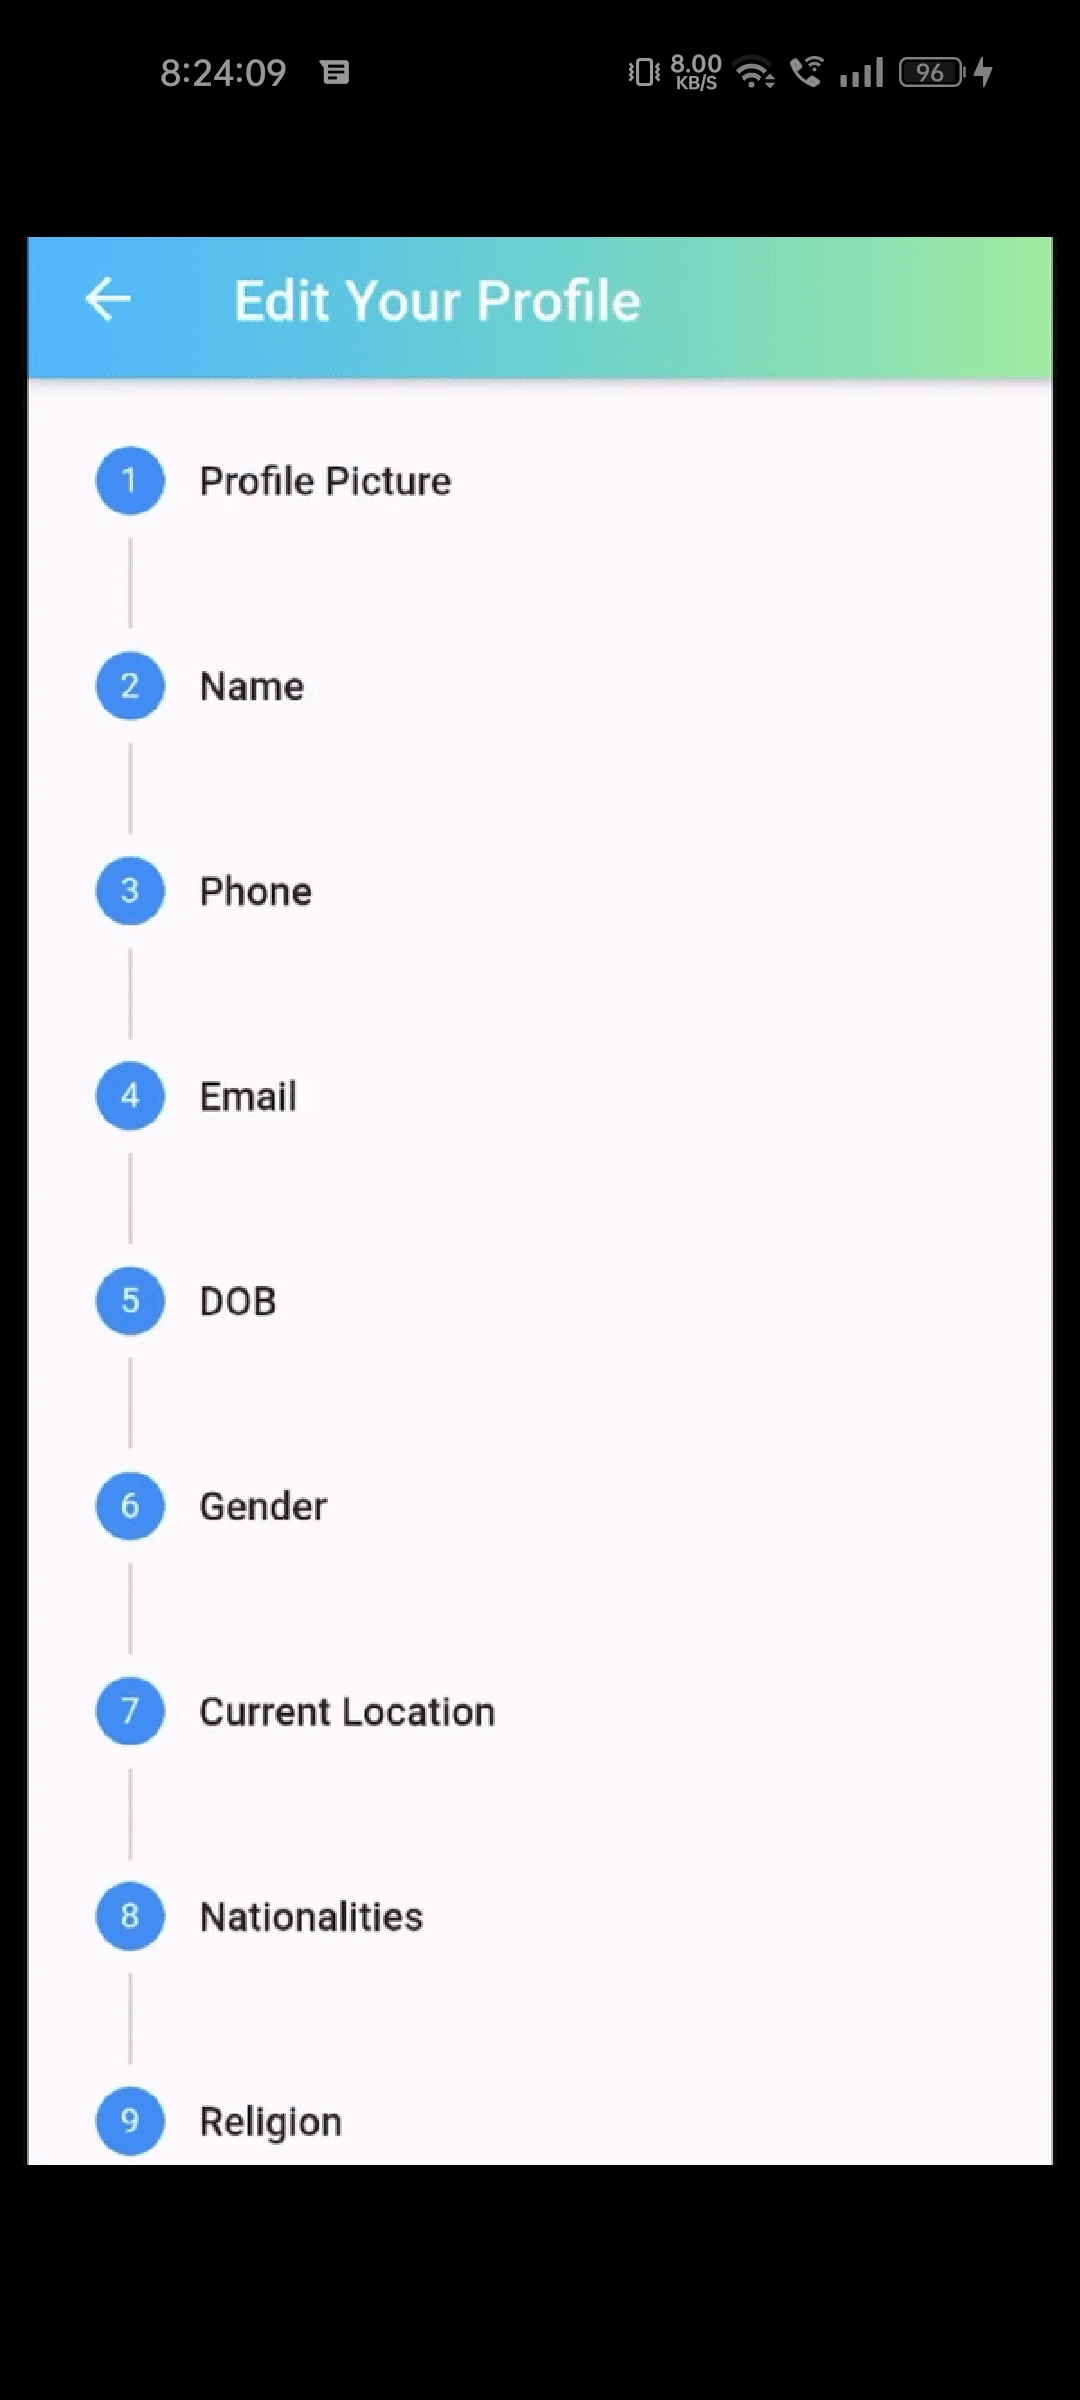 8:24:09 8.00 KB/S 96
Edit Your Profile
1 Profile Picture
2 Name
3 Phone
4 Email
5 DOB
6 Gender
7 Current Location
8 Nationalities
9 Religion